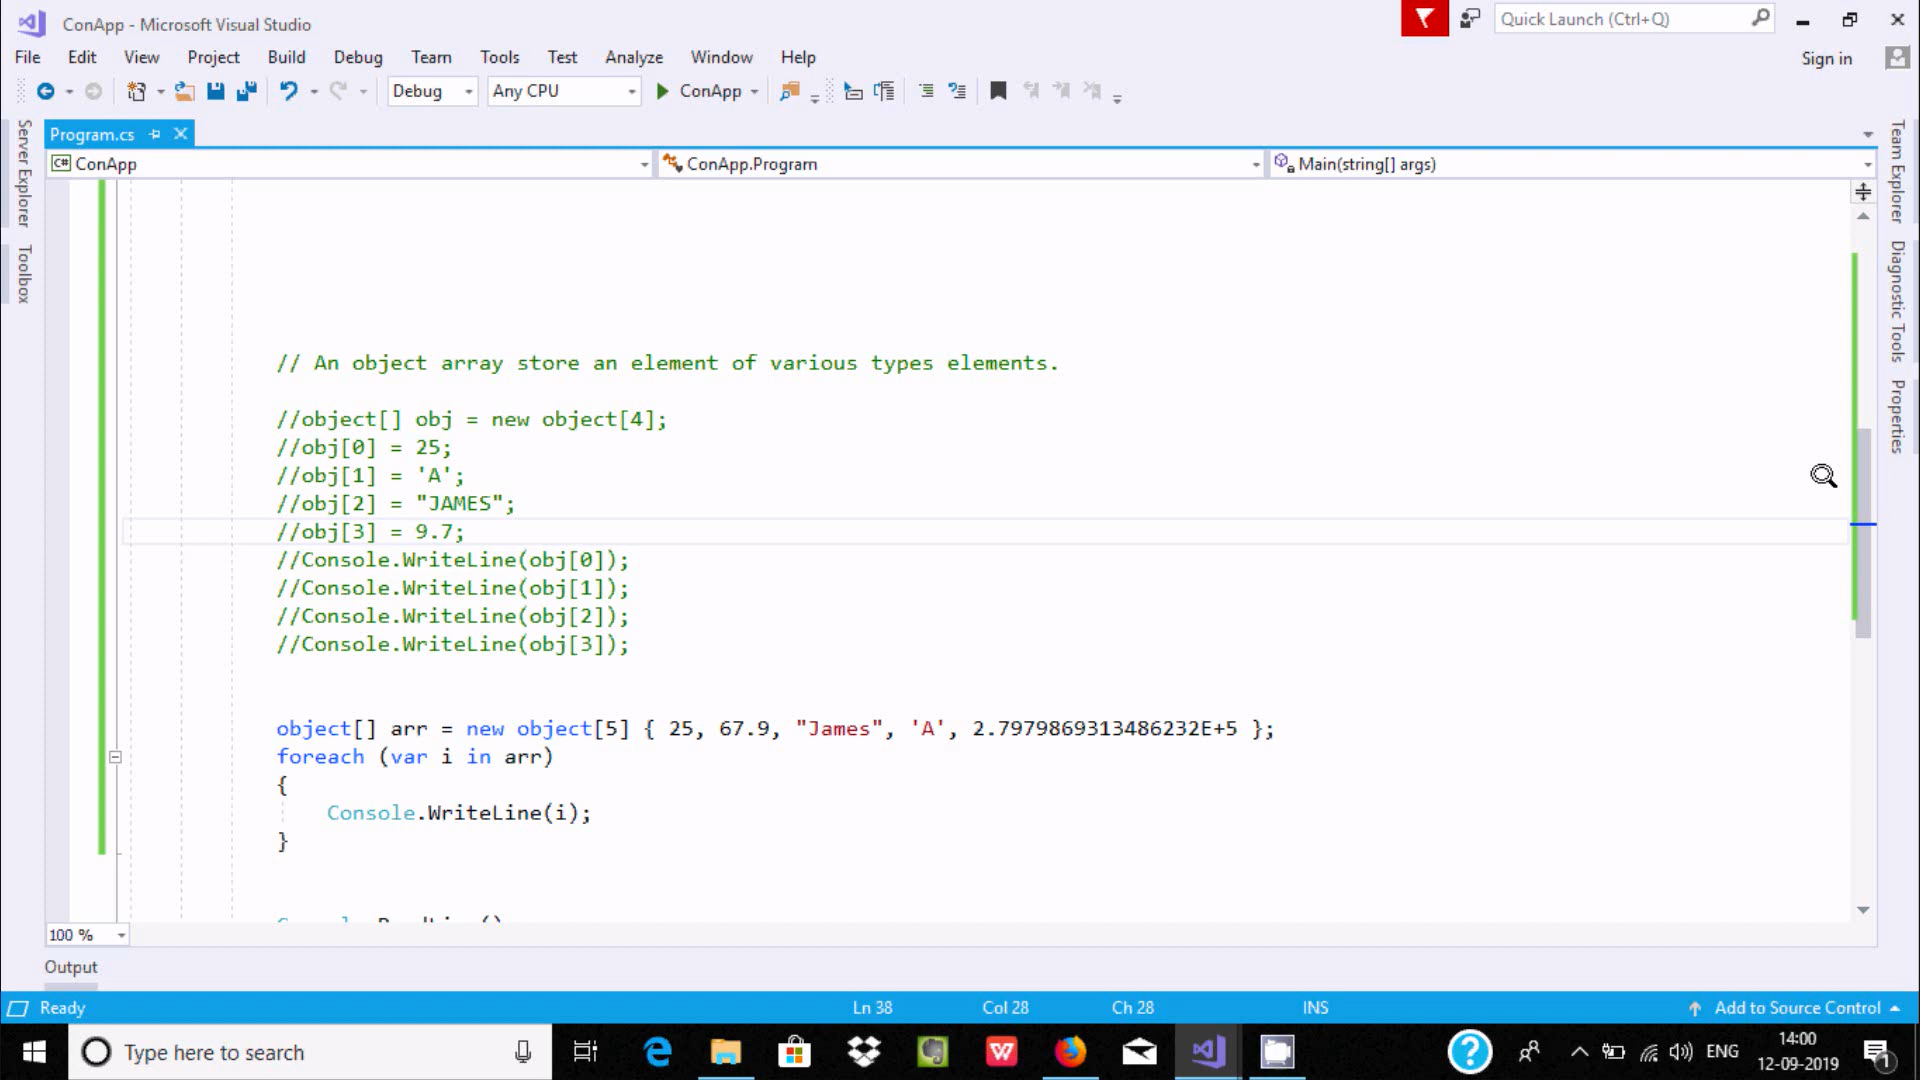 ConApp - Microsoft Visual Studio
Quick Launch (Ctrl+Q)
File Edit View Project Build Debug Team Tools Test Analyze Window Help
Sign in
Debug Any CPU ConApp
Server Explorer
Toolbox
Program.cs
C# ConApp
ConApp.Program
Main(string[] args)
// An object array store an element of various types elements.
//object[] obj = new object[4];
//obj[0] = 25;
//obj[1] = 'A';
//obj[2] = "JAMES";
//obj[3] = 9.7;
//Console.WriteLine(obj[0]);
//Console.WriteLine(obj[1]);
//Console.WriteLine(obj[2]);
//Console.WriteLine(obj[3]);
object[] arr = new object[5] { 25, 67.9, "James", 'A', 2.7979869313486232E+5 };
foreach (var i in arr)
{
Console.WriteLine(i);
}
Team Explorer
Diagnostic Tools
Properties
100 %
Output
Ready Ln 38 Col 28 Ch 28 INS Add to Source Control
Type here to search
ENG
14:00
12-09-2019
1